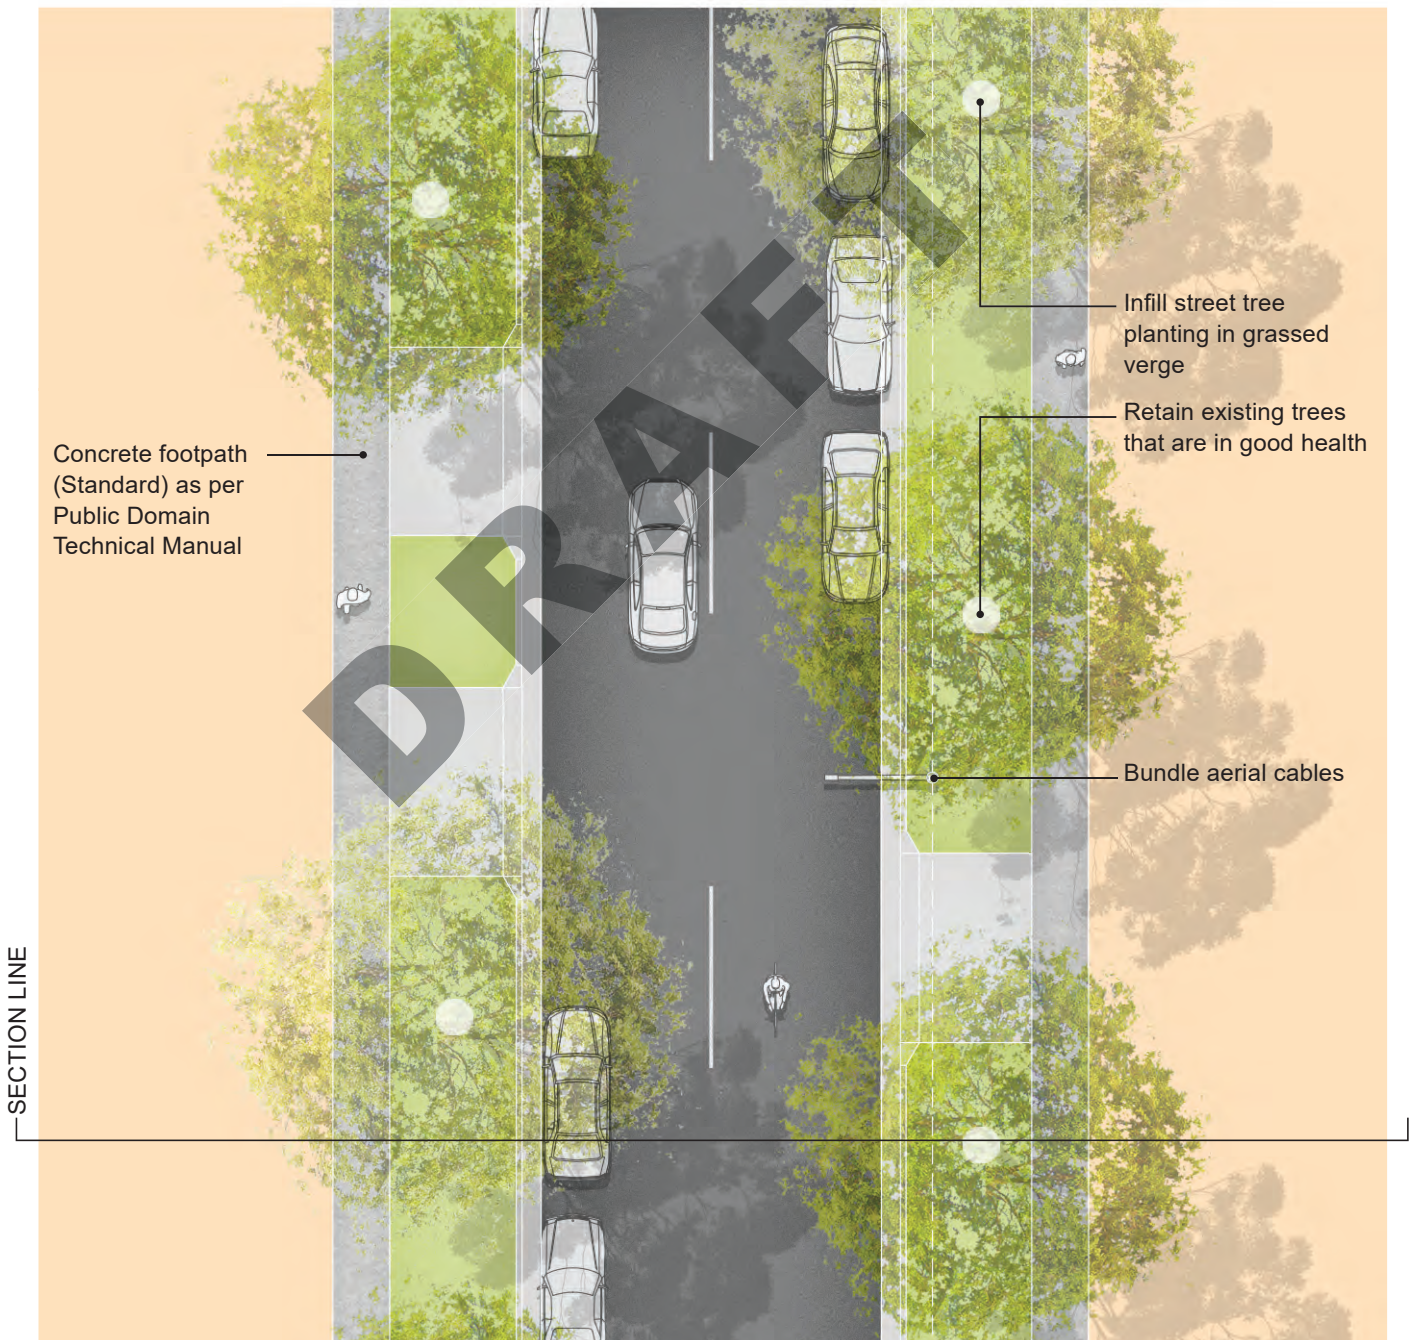 Infill street tree
planting in grassed
verge
Retain existing trees
that are in good health
Concrete footpath
(Standard) as per
Public Domain
Technical Manual
Bundle aerial cables
SECTION LINE
DRAFT